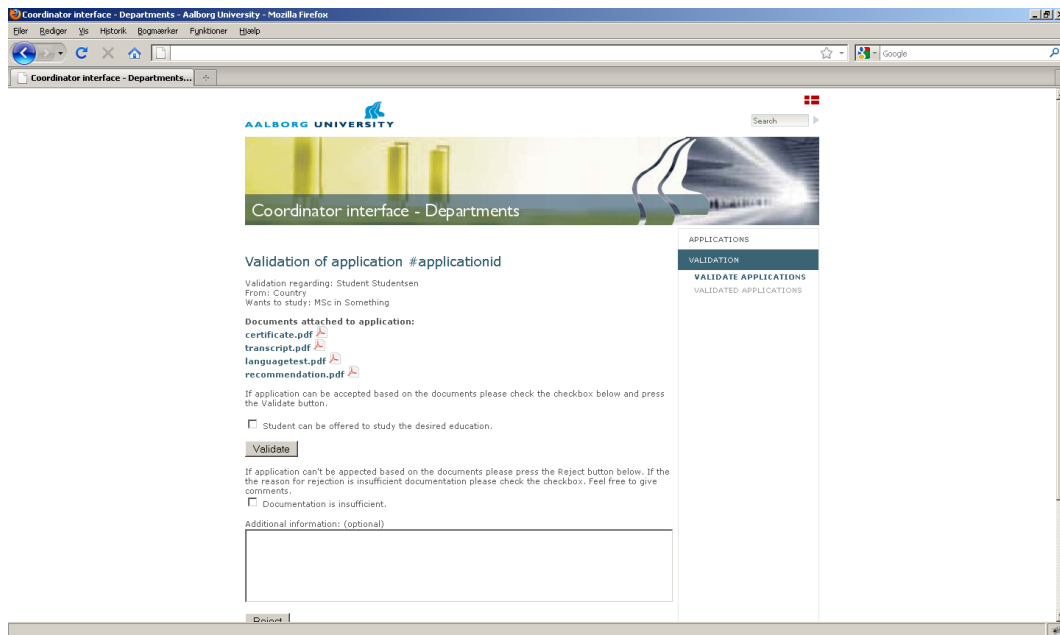 Coordinator interface - Departments - Aalborg University - Mozilla Firefox
Filer Rediger Vis Historik Bogmærker Funktioner Hjælp
Google
Coordinator interface - Departments...
AALBORG UNIVERSITY
Search
Coordinator interface - Departments
APPLICATIONS
VALIDATION
VALIDATE APPLICATIONS
VALIDATED APPLICATIONS
Validation of application #applicationid
Validation regarding: Student Studentsen
From: Country
Wants to study: MSc in Something
Documents attached to application:
certificate.pdf
transcript.pdf
languagetest.pdf
recommendation.pdf
If application can be accepted based on the documents please check the checkbox below and press
the Validate button.
Student can be offered to study the desired education.
Validate
If application can't be appected based on the documents please press the Reject button below. If the
the reason for rejection is insufficient documentation please check the checkbox. Feel free to give
comments.
Documentation is insufficient.
Additional information: (optional)
Reject